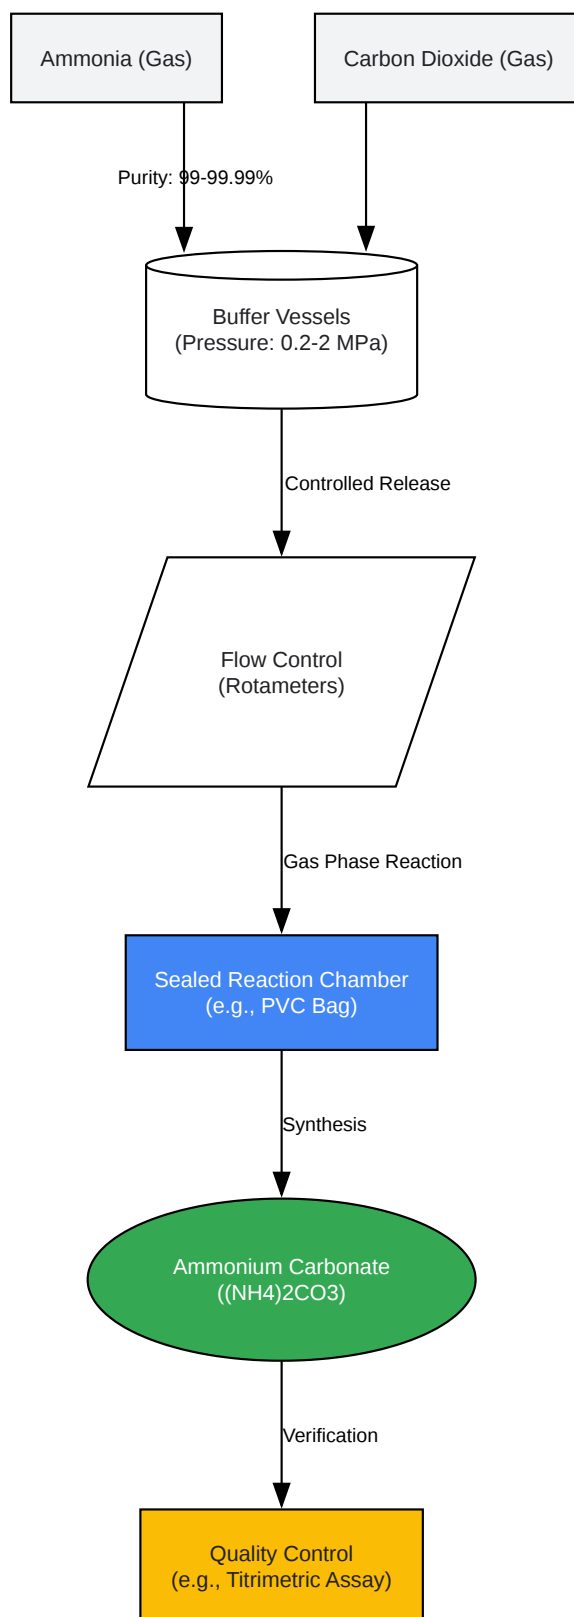 Ammonia (Gas)
Carbon Dioxide (Gas)
Purity: 99-99.99%
Buffer Vessels
(Pressure: 0.2-2 MPa)
Controlled Release
Flow Control
(Rotameters)
Gas Phase Reaction
Sealed Reaction Chamber
(e.g., PVC Bag)
Synthesis
Ammonium Carbonate
((NH4)2CO3)
Verification
Quality Control
(e.g., Titrimetric Assay)